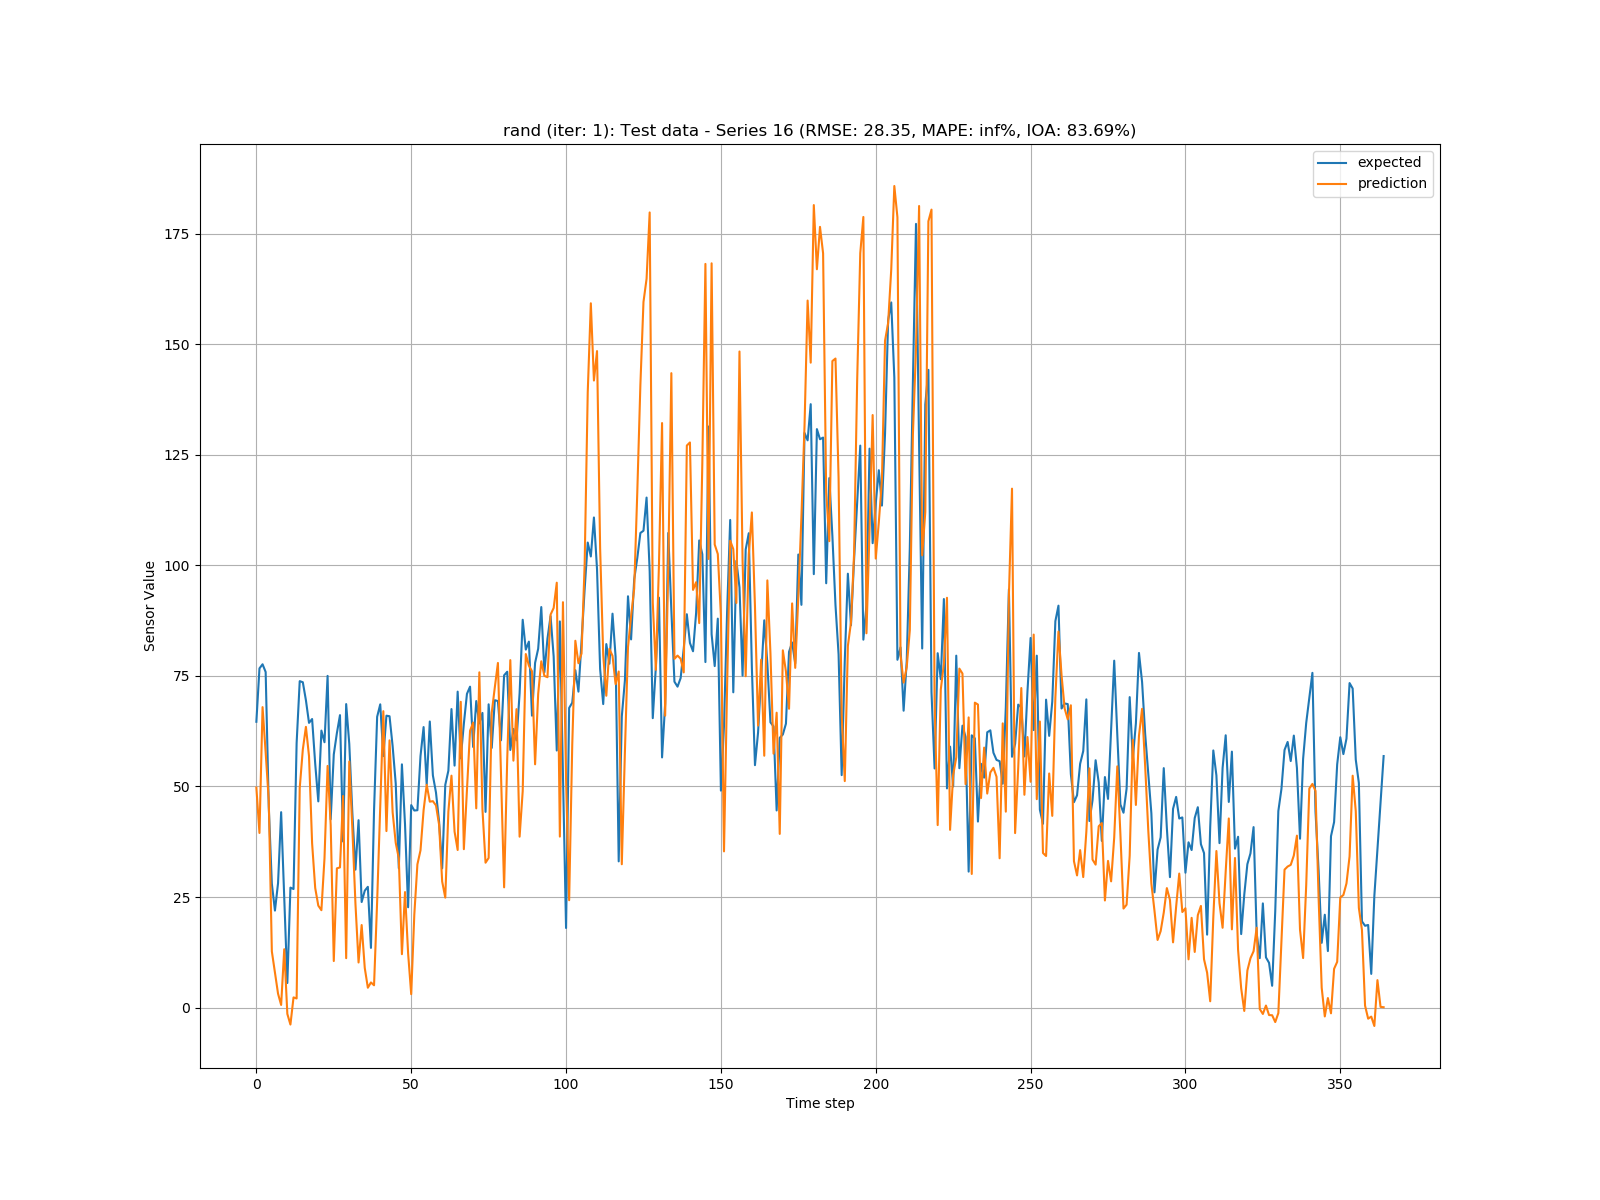 rand (iter: 1): Test data - Series 16 (RMSE: 28.35, MAPE: inf%, IOA: 83.69%)
expected
prediction
Sensor Value
175
150
125
100
75
50
25
0
0 50 100 150 200 250 300 350
Time step